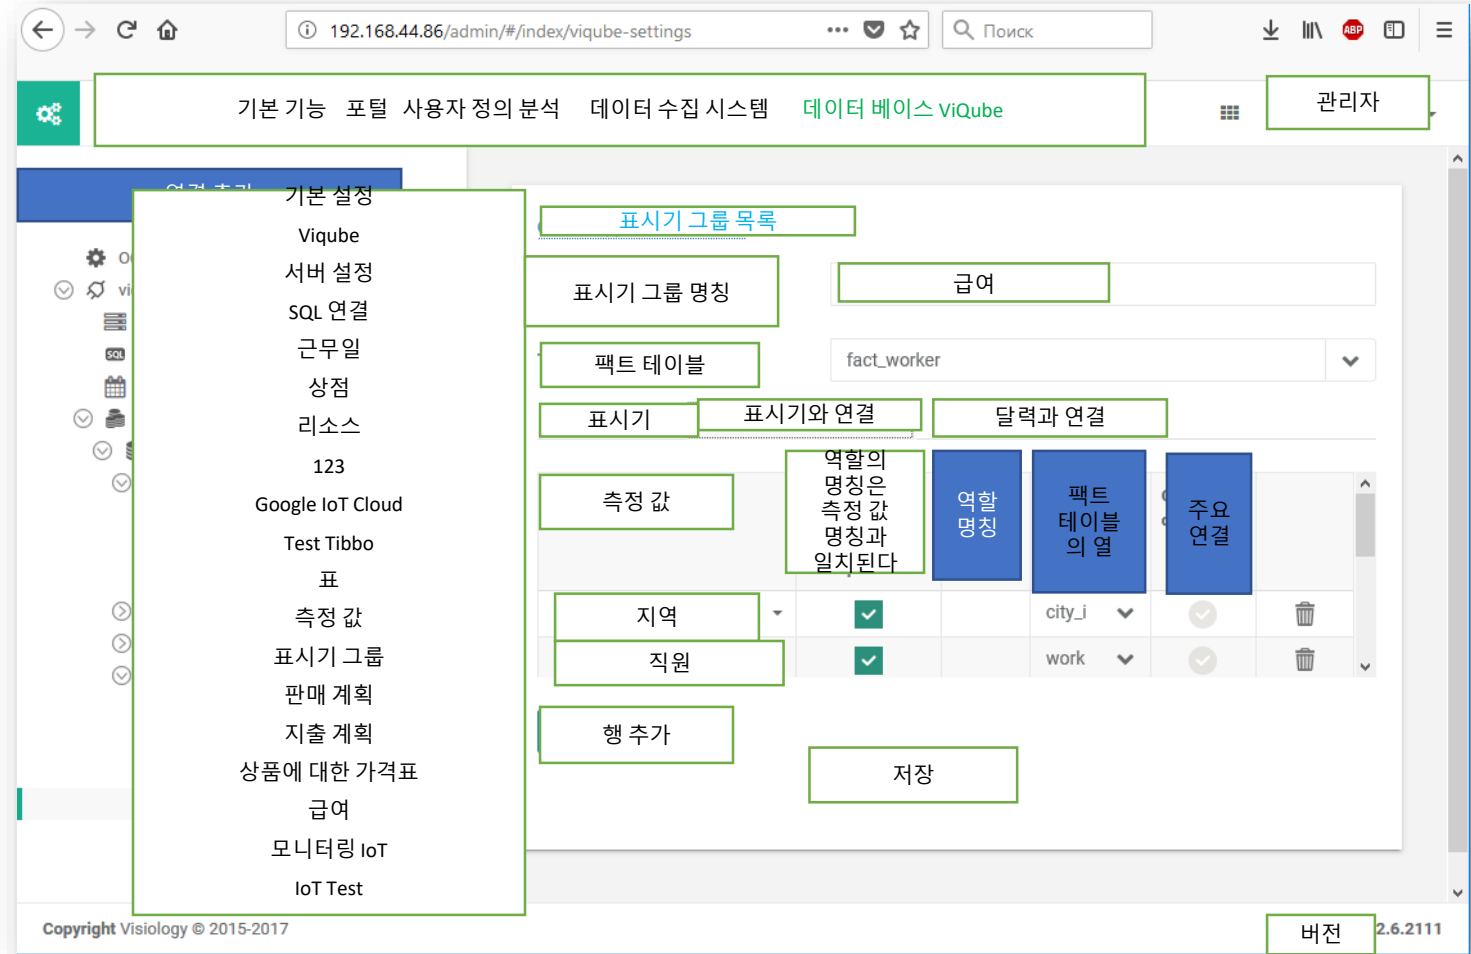 192.168.44.86/admin/#/index/viqube-settings
Поиск
ABP
기본 기능 포털 사용자 정의 분석 데이터 수집 시스템 데이터 베이스 ViQube
관리자
기본 설정
Viqube
서버 설정
SQL 연결
근무일
상점
리소스
123
Google IoT Cloud
Test Tibbo
표
측정 값
표시기 그룹
판매 계획
지출 계획
상품에 대한 가격표
급여
모니터링 IoT
IoT Test
SQL
표시기 그룹 목록
표시기 그룹 명칭
급여
팩트 테이블
fact_worker
표시기
표시기와 연결
달력과 연결
측정 값
역할의
명칭은
측정 값
명칭과
일치된다
역할
명칭
팩트
테이블
의 열
주요
연결
지역
city_i
직원
work
행 추가
저장
Copyright Visiology © 2015-2017
버전
2.6.2111